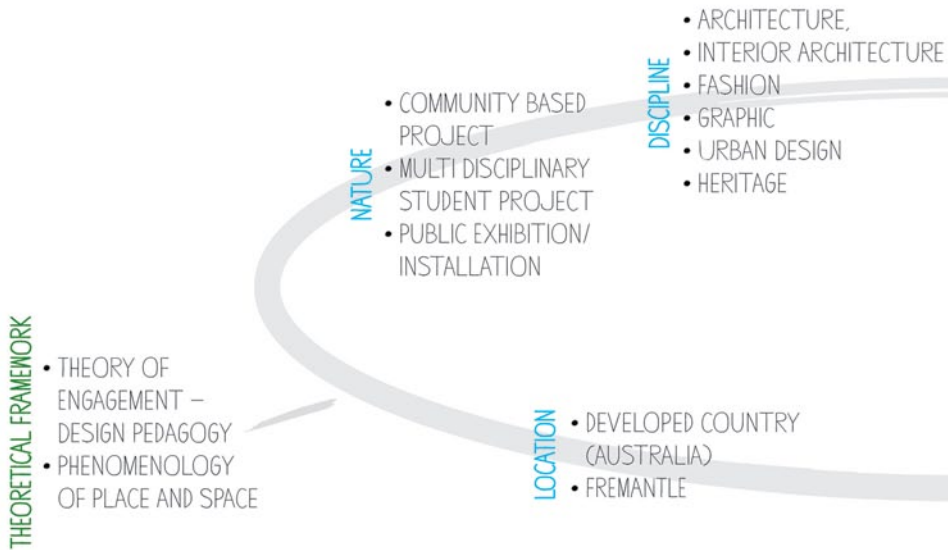 DISCIPLINE
• ARCHITECTURE,
• INTERIOR ARCHITECTURE
• FASHION
• GRAPHIC
• URBAN DESIGN
• HERITAGE
NATURE
• COMMUNITY BASED
PROJECT
• MULTI DISCIPLINARY
STUDENT PROJECT
• PUBLIC EXHIBITION/
INSTALLATION
THEORETICAL FRAMEWORK
• THEORY OF
ENGAGEMENT –
DESIGN PEDAGOGY
• PHENOMENOLOGY
OF PLACE AND SPACE
LOCATION
• DEVELOPED COUNTRY
(AUSTRALIA)
• FREMANTLE